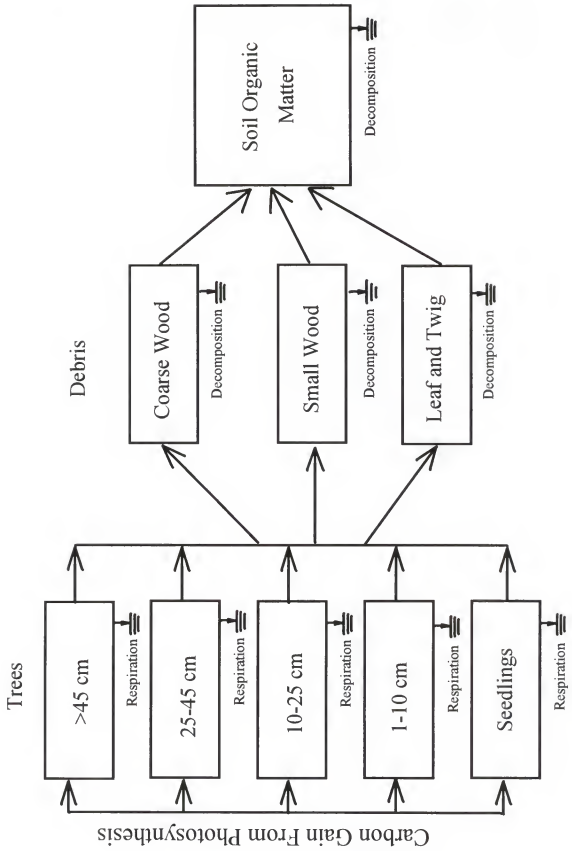 Carbon Gain From Photosynthesis
Trees
>45 cm
Respiration
25-45 cm
Respiration
10-25 cm
Respiration
1-10 cm
Respiration
Seedlings
Respiration
Debris
Coarse Wood
Decomposition
Small Wood
Decomposition
Leaf and Twig
Decomposition
Soil Organic
Matter
Decomposition